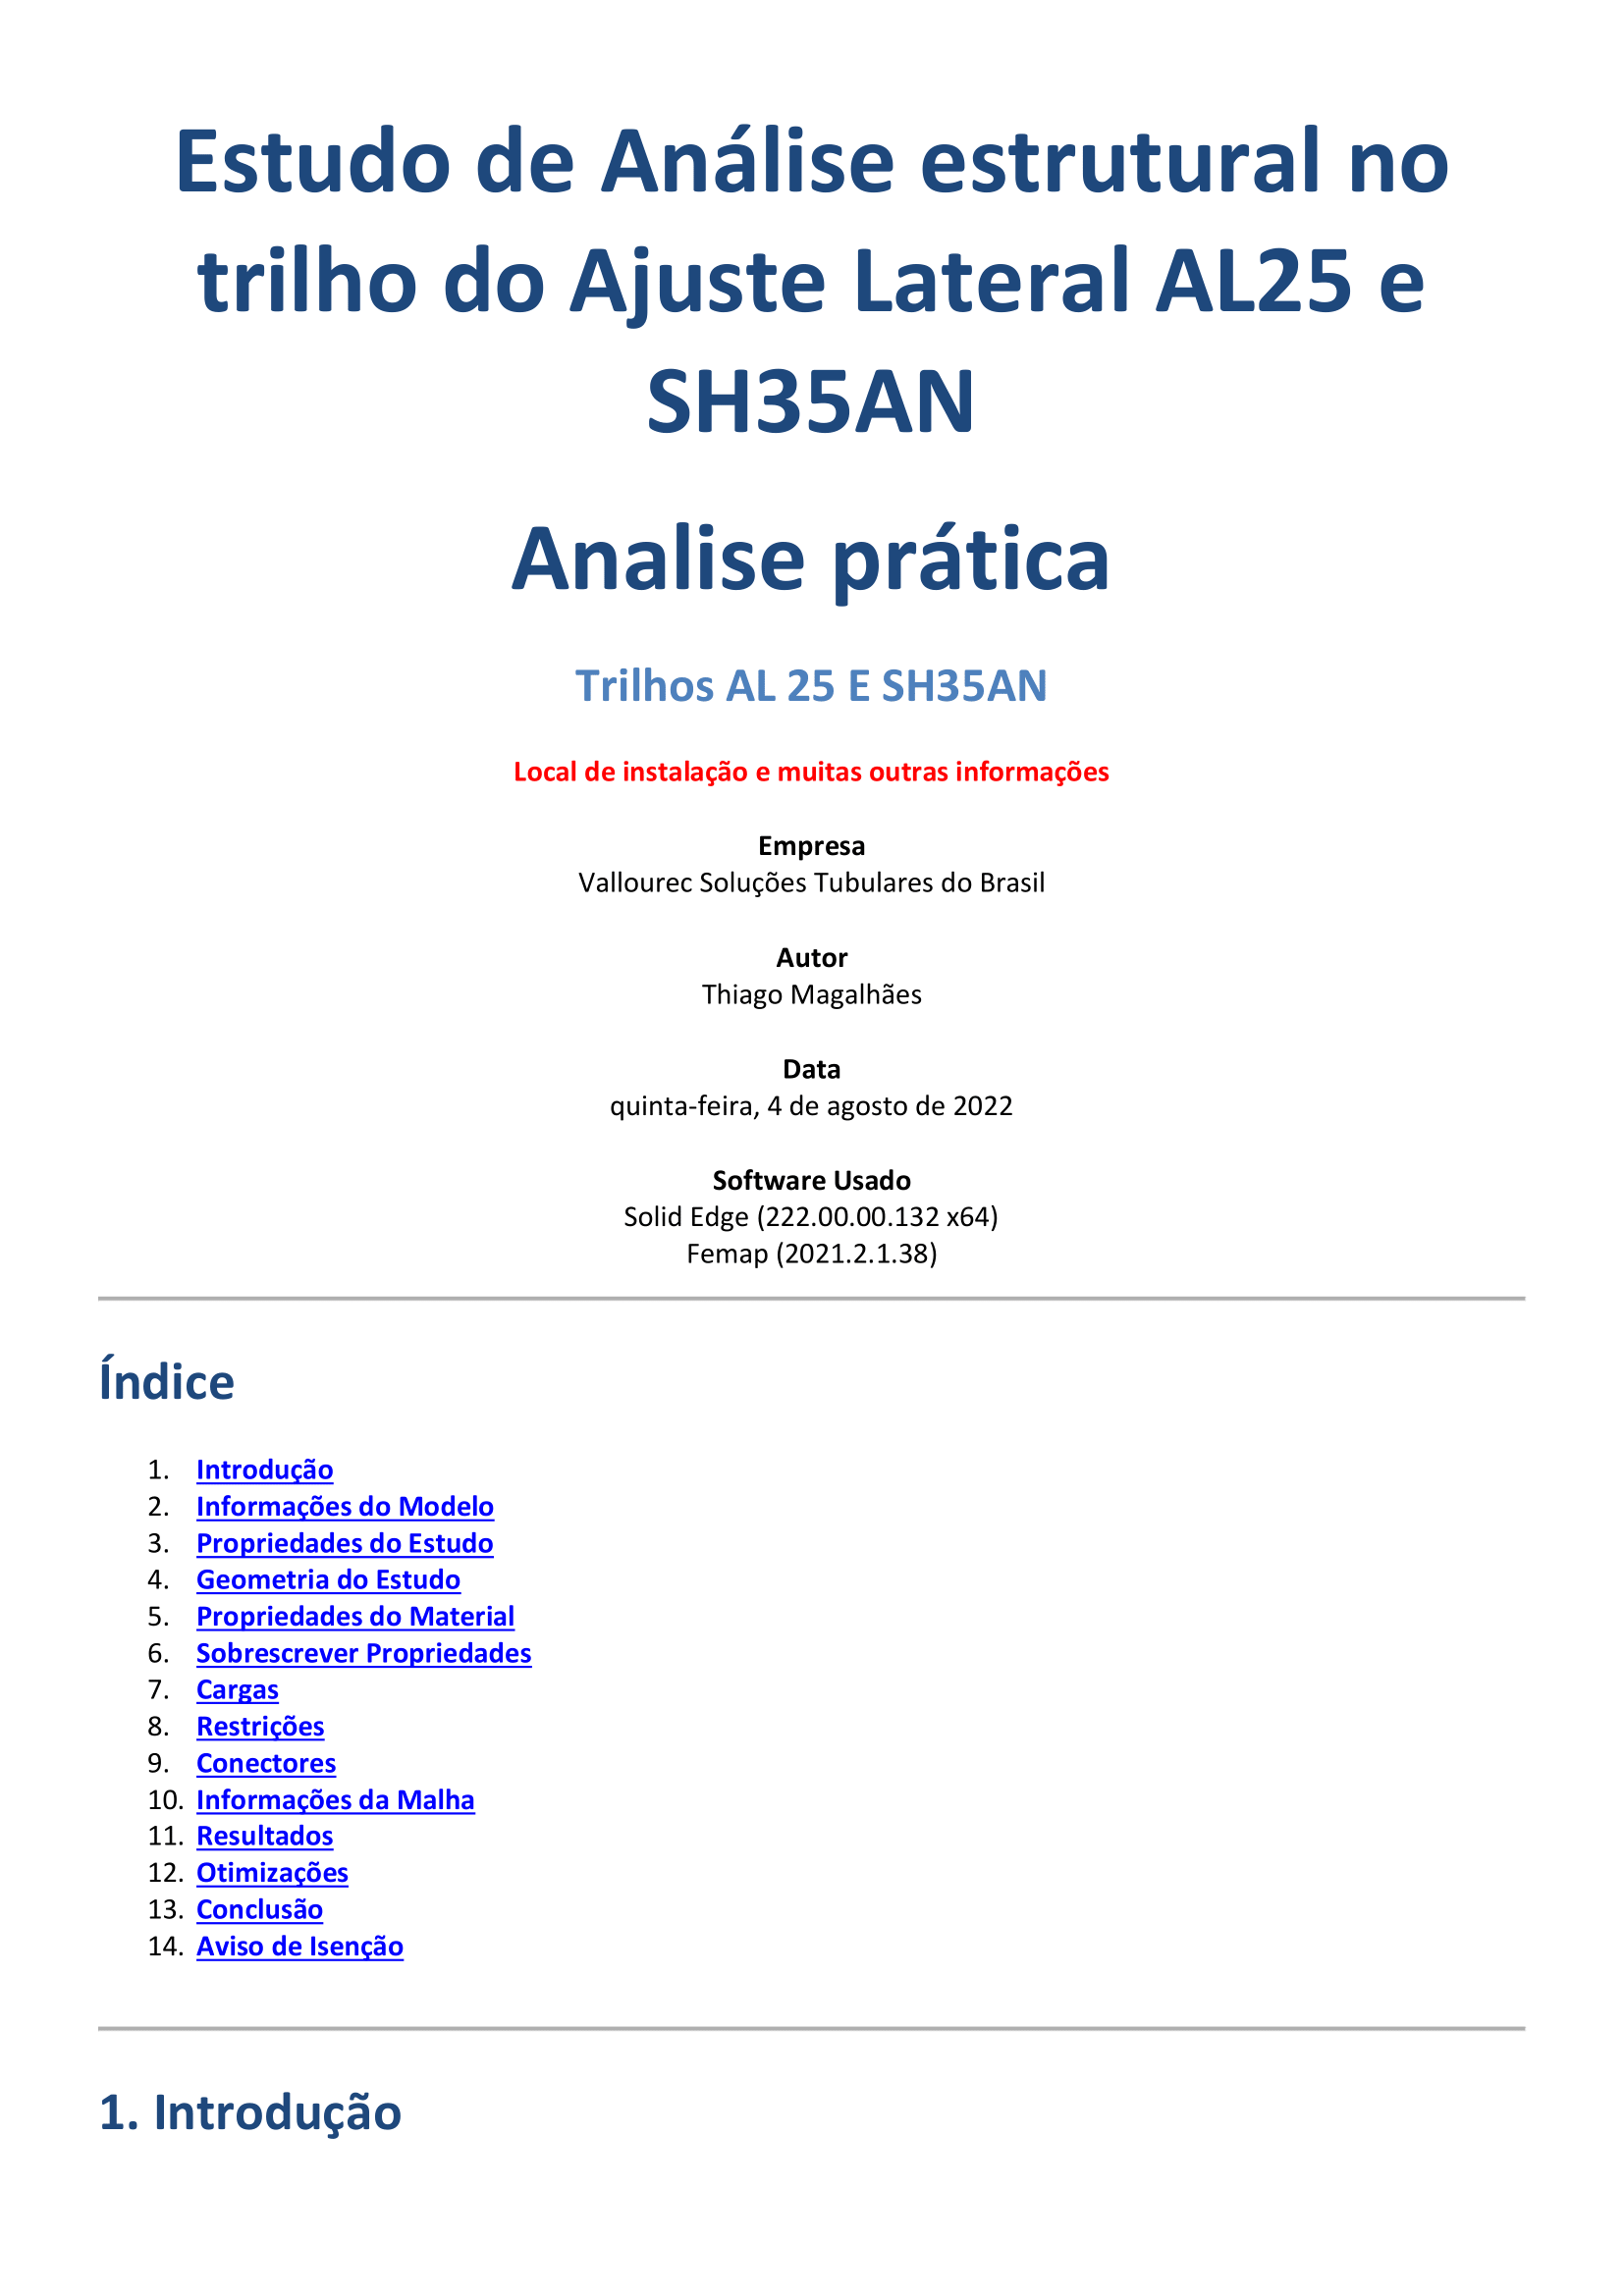 Estudo de Análise estrutural no
trilho do Ajuste Lateral AL25 e
SH35AN
Analise prática
Trilhos AL 25 E SH35AN
Local de instalação e muitas outras informações
Empresa
Vallourec Soluções Tubulares do Brasil
Autor
Thiago Magalhães
Data
quinta-feira, 4 de agosto de 2022
Software Usado
Solid Edge (222.00.00.132 x64)
Femap (2021.2.1.38)
Índice
1. Introdução
2. Informações do Modelo
3. Propriedades do Estudo
4. Geometria do Estudo
5. Propriedades do Material
6. Sobrescrever Propriedades
7. Cargas
8. Restrições
9. Conectores
10. Informações da Malha
11. Resultados
12. Otimizações
13. Conclusão
14. Aviso de Isenção
1. Introdução